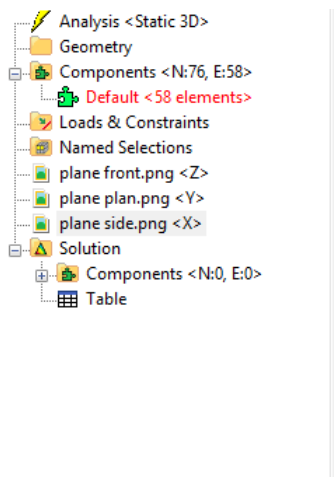 Analysis <Static 3D>
Geometry
Components <N:76, E:58>
Default <58 elements>
Loads & Constraints
Named Selections
plane front.png <Z>
plane plan.png <Y>
plane side.png <X>
Solution
Components <N:0, E:0>
Table